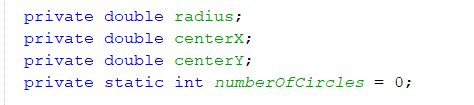 private double radius;
private double centerX;
private double centerY;
private static int numberOfCircles = 0;